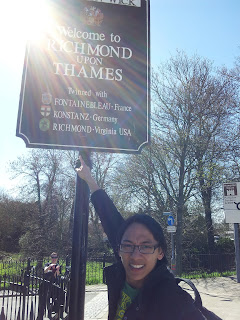 Welcome to
RICHMOND
UPON
THAMES
Twinned with
FONTAINEBLEAU-France
KONSTANZ-Germany
RICHMOND-Virginia USA